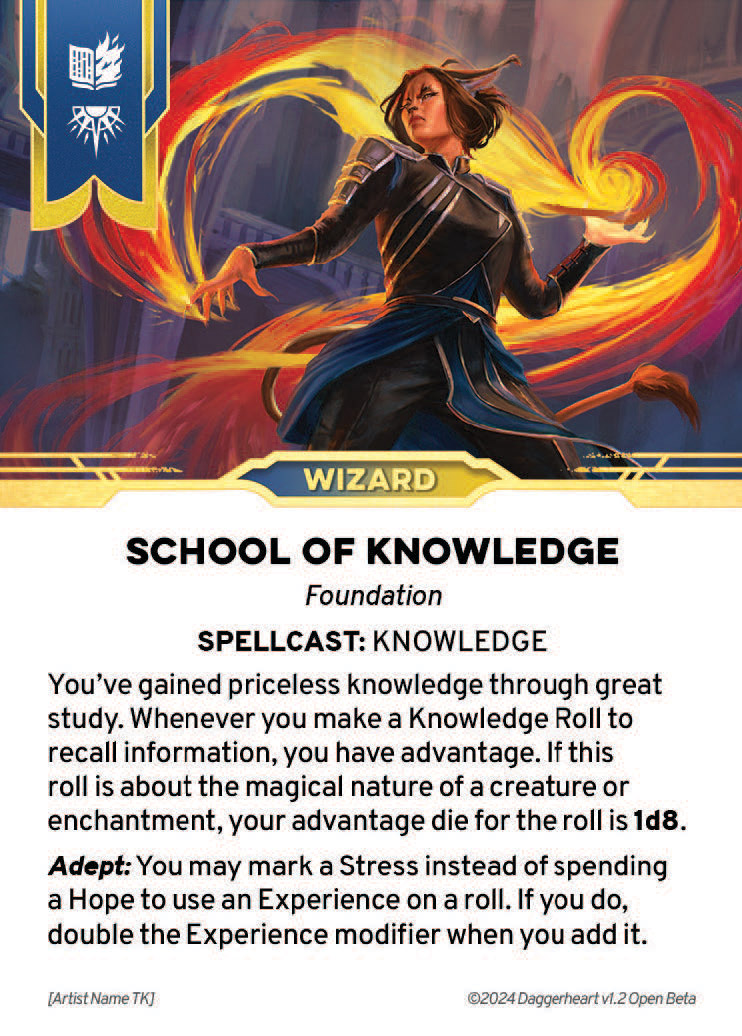 WIZARD
SCHOOL OF KNOWLEDGE
Foundation
SPELLCAST: KNOWLEDGE
You’ve gained priceless knowledge through great
study. Whenever you make a Knowledge Roll to
recall information, you have advantage. If this
roll is about the magical nature of a creature or
enchantment, your advantage die for the roll is 1d8.
Adept: You may mark a Stress instead of spending
a Hope to use an Experience on a roll. If you do,
double the Experience modifier when you add it.
[Artist Name TK]
©2024 Daggerheart v1.2 Open Beta